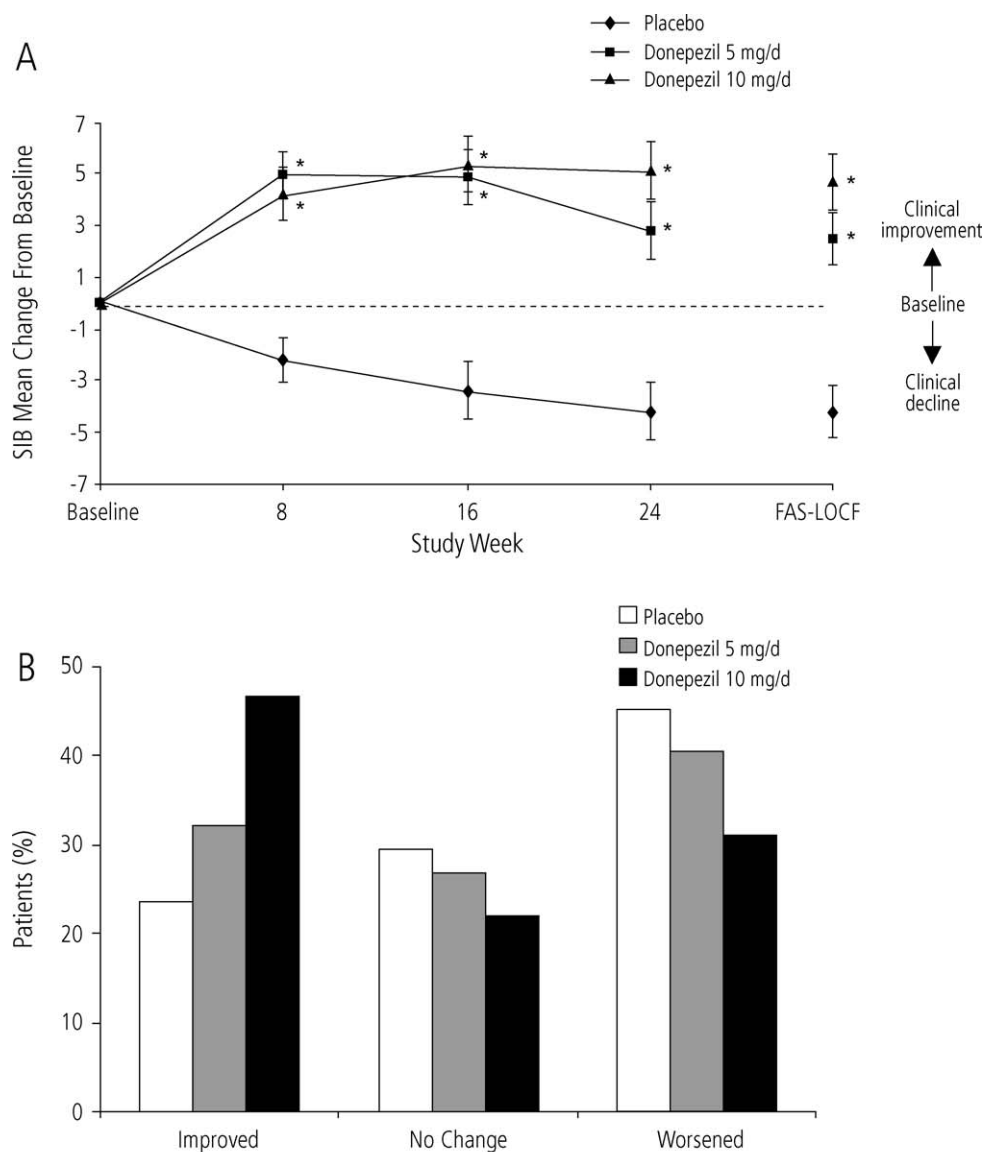 Placebo
Donepezil 5 mg/d
Donepezil 10 mg/d
A
SIB Mean Change From Baseline
7
5
3
1
-1
-3
-5
-7
*
*
*
*
*
*
*
*
Clinical
improvement
Baseline
Clinical
decline
Baseline
8
16
24
FAS-LOCF
Study Week
Placebo
Donepezil 5 mg/d
Donepezil 10 mg/d
B
Patients (%)
50
40
30
20
10
0
Improved
No Change
Worsened